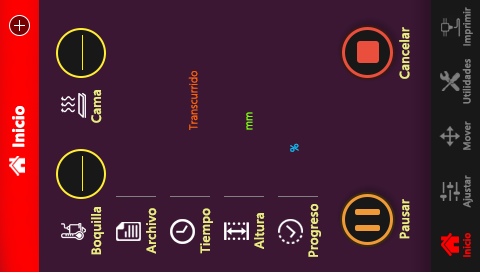 Inicio
Boquilla
Cama
Archivo
Tiempo
Transcurrido
Altura
mm
Progreso
%
Pausar
Cancelar
Inicio
Ajustar
Mover
Utilidades
Imprimir